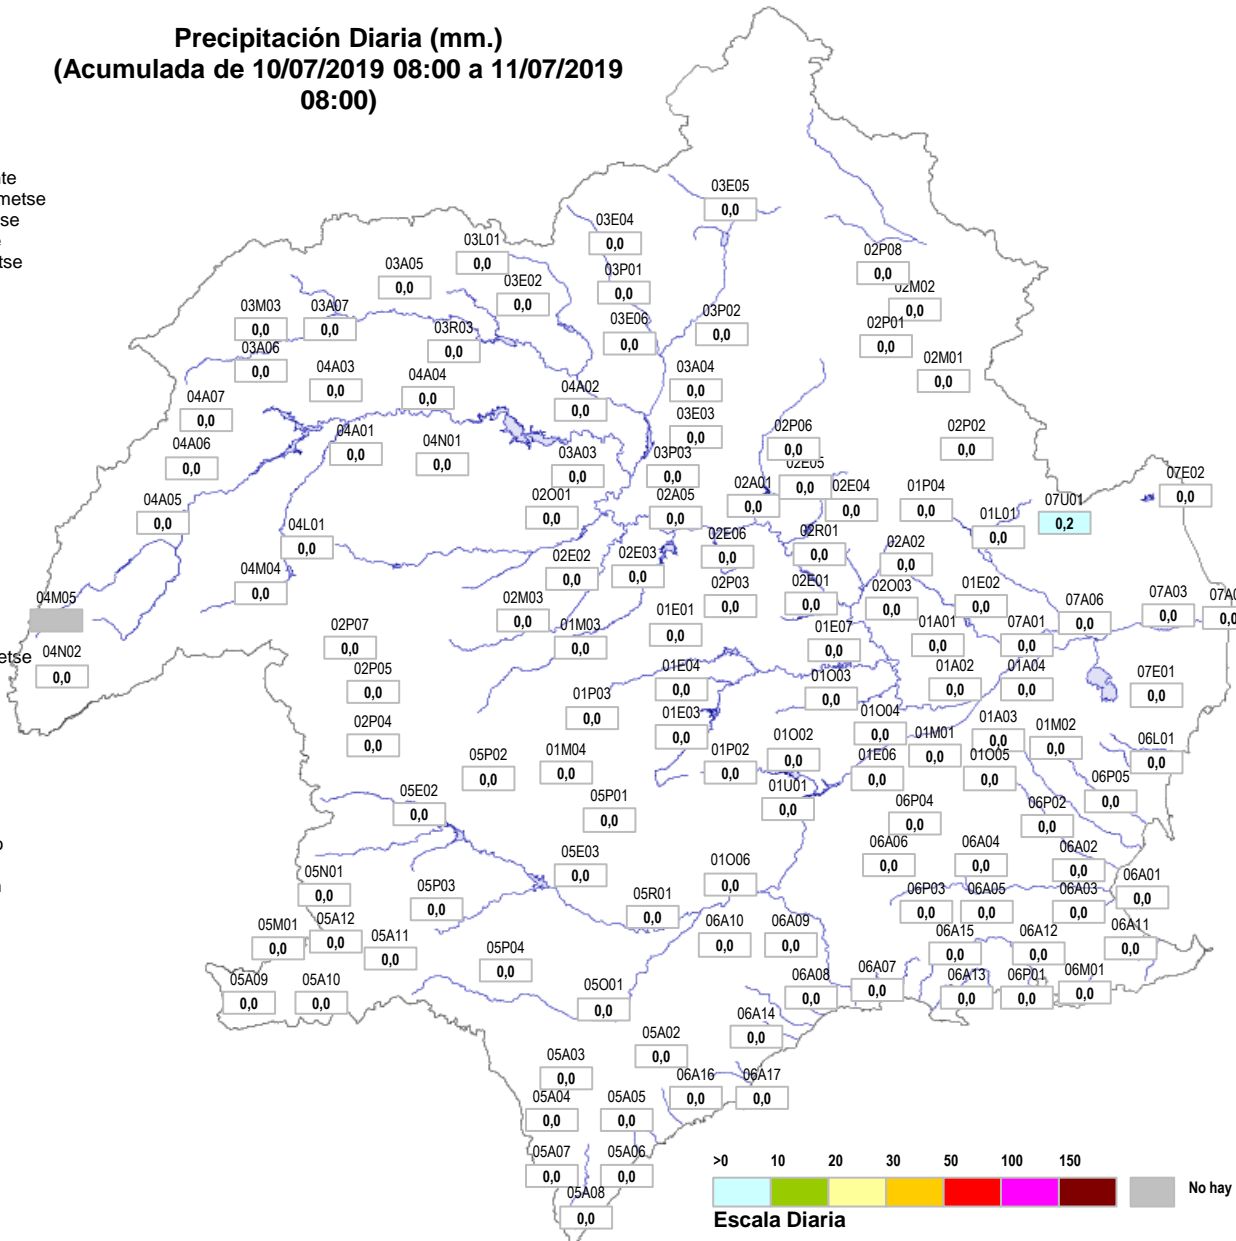 Precipitación Diaria (mm.)
(Acumulada de 10/07/2019 08:00 a 11/07/2019
08:00)
nte
metse
se
e
tse
03E05
0,0
03E04
0,0
03L01
0,0
02P08
0,0
03A05
0,0
03P01
0,0
03E02
0,0
02M02
0,0
03M03
0,0
03A07
0,0
03P02
0,0
03E06
0,0
03R03
0,0
02P01
0,0
03A06
0,0
02M01
0,0
04A03
0,0
04A04
0,0
03A04
0,0
04A02
0,0
04A07
0,0
03E03
0,0
04A01
0,0
02P06
0,0
02P02
0,0
04N01
0,0
04A06
0,0
03A03
0,0
03P03
0,0
02E05
0,0
07E02
0,0
02A01
0,0
02E04
0,0
01P04
0,0
04A05
0,0
02O01
0,0
02A05
0,0
07U01
0,2
01L01
0,0
04L01
0,0
02E06
0,0
02R01
0,0
02A02
0,0
02E02
0,0
02E03
0,0
04M04
0,0
02P03
0,0
02E01
0,0
02O03
0,0
01E02
0,0
07A03
0,0
07A0
0,0
04M05
07A06
0,0
02M03
0,0
01E01
0,0
01M03
0,0
02P07
0,0
01E07
0,0
01A01
0,0
07A01
0,0
etse
04N02
0,0
02P05
0,0
01E04
0,0
01O03
0,0
01A02
0,0
01A04
0,0
07E01
0,0
01P03
0,0
01E03
0,0
01O04
0,0
01A03
0,0
02P04
0,0
01M01
0,0
01M02
0,0
01O02
0,0
06L01
0,0
05P02
0,0
01M04
0,0
01P02
0,0
01E06
0,0
01O05
0,0
06P05
0,0
05E02
0,0
05P01
0,0
01U01
0,0
06P04
0,0
06P02
0,0
o
05E03
0,0
01O06
0,0
06A06
0,0
06A04
0,0
06A02
0,0
n
05N01
0,0
05P03
0,0
05R01
0,0
06P03
0,0
06A05
0,0
06A03
0,0
06A01
0,0
05M01
0,0
05A12
0,0
05A11
0,0
06A10
0,0
06A09
0,0
06A15
0,0
06A12
0,0
06A11
0,0
05P04
0,0
05A09
0,0
05A10
0,0
05O01
0,0
06A08
0,0
06A07
0,0
06A13
0,0
06P01
0,0
06M01
0,0
06A14
0,0
05A02
0,0
05A03
0,0
06A16
0,0
06A17
0,0
05A04
0,0
05A05
0,0
05A07
0,0
05A06
0,0
05A08
0,0
>0 10 20 30 50 100 150
No hay
Escala Diaria